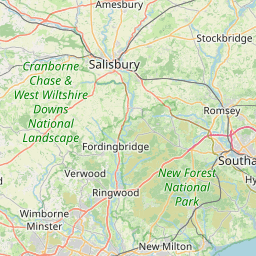 Amesbury
Stockbridge
Salisbury
Cranborne
Chase &
West Wiltshire
Downs
National
Landscape
Romsey
Fordingbridge
Southa
Verwood
New Forest
National
Park
Hy
Ringwood
Wimborne
Minster
New Milton